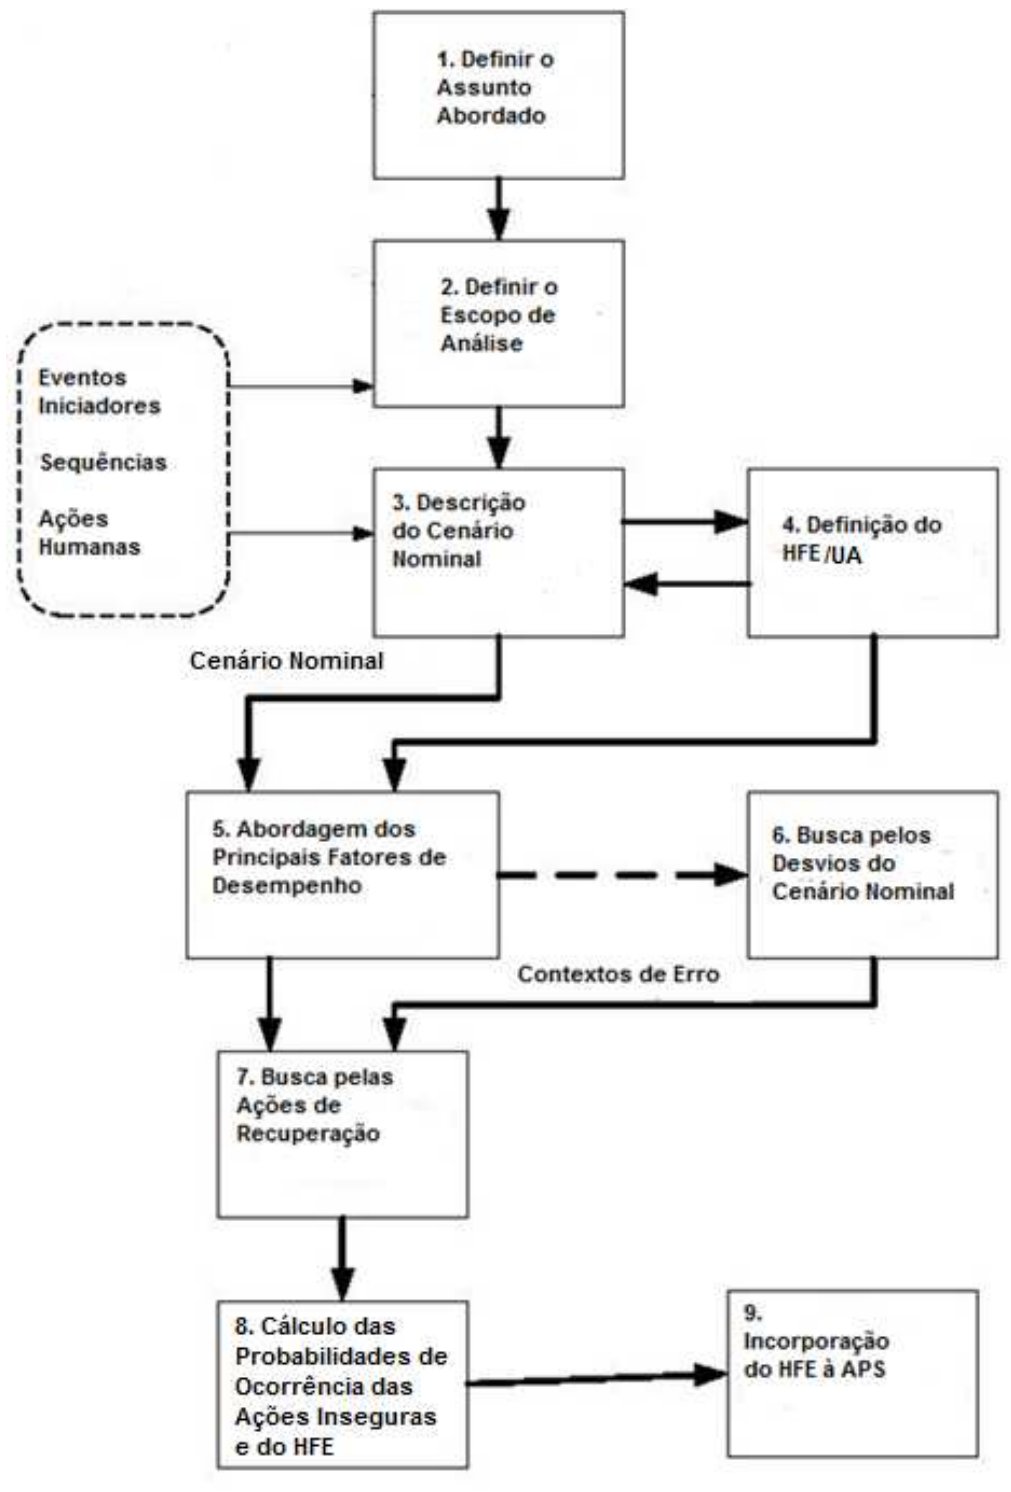 1. Definir o
Assunto
Abordado
2. Definir o
Escopo de
Análise
Eventos
Iniciadores
Sequências
Ações
Humanas
3. Descrição
do Cenário
Nominal
4. Definição do
HFE/UA
Cenário Nominal
5. Abordagem dos
Principais Fatores de
Desempenho
6. Busca pelos
Desvios do
Cenário Nominal
Contextos de Erro
7. Busca pelas
Ações de
Recuperação
8. Cálculo das
Probabilidades de
Ocorrência das
Ações Inseguras
e do HFE
9.
Incorporação
do HFE à APS